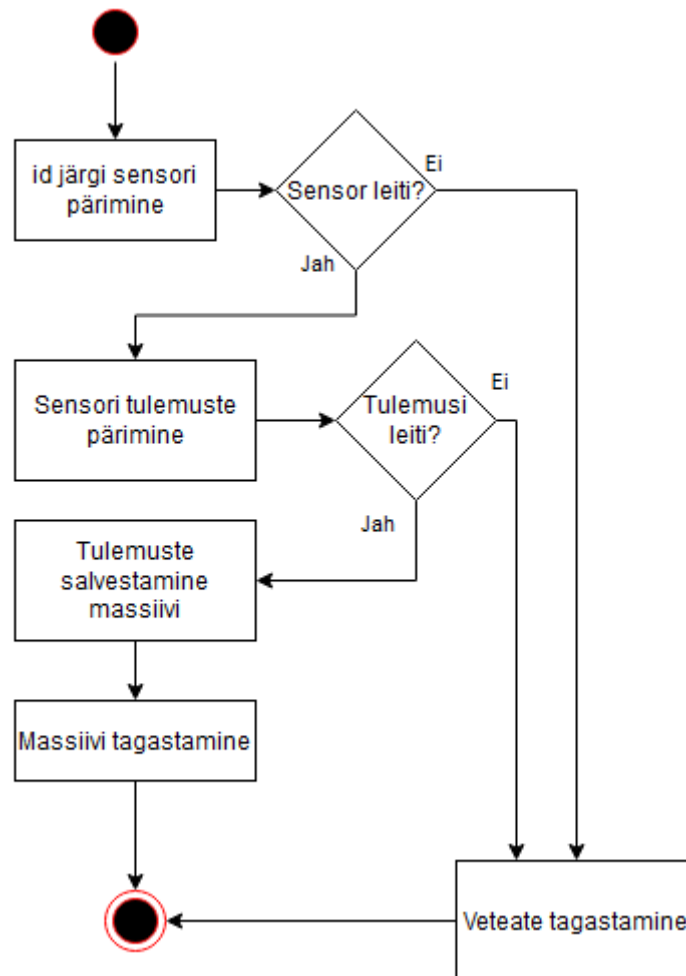 id järgi sensori
pärimine
Sensor leiti?
Ei
Jah
Sensori tulemuste
pärimine
Tulemusi
leiti?
Ei
Jah
Tulemuste
salvestamine
massiivi
Massiivi tagastamine
Veteate tagastamine